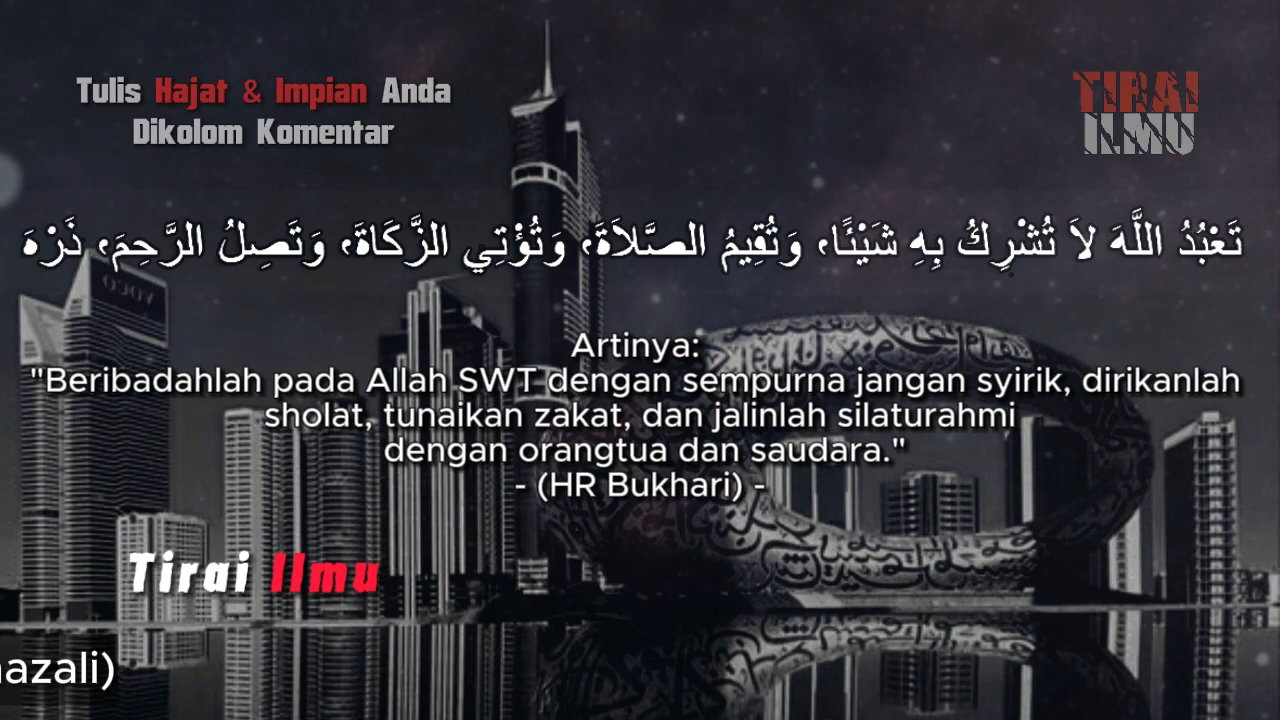 Tulis Hajat & Impian Anda
Dikolom Komentar
TIRAI
ILMU
تَعْبُدُ اللَّهَ لاَ تُشْرِكُ بِهِ شَيْئًا، وَتُقِيمُ الصَّلاَةَ، وَتُؤْتِي الزَّكَاةَ، وَتَصِلُ الرَّحِمَ، ذَرْهَ
Artinya:
"Beribadahlah pada Allah SWT dengan sempurna jangan syirik, dirikanlah
sholat, tunaikan zakat, dan jalinlah silaturahmi
dengan orangtua dan saudara."
- (HR Bukhari) -
Tirai Ilmu
azali)